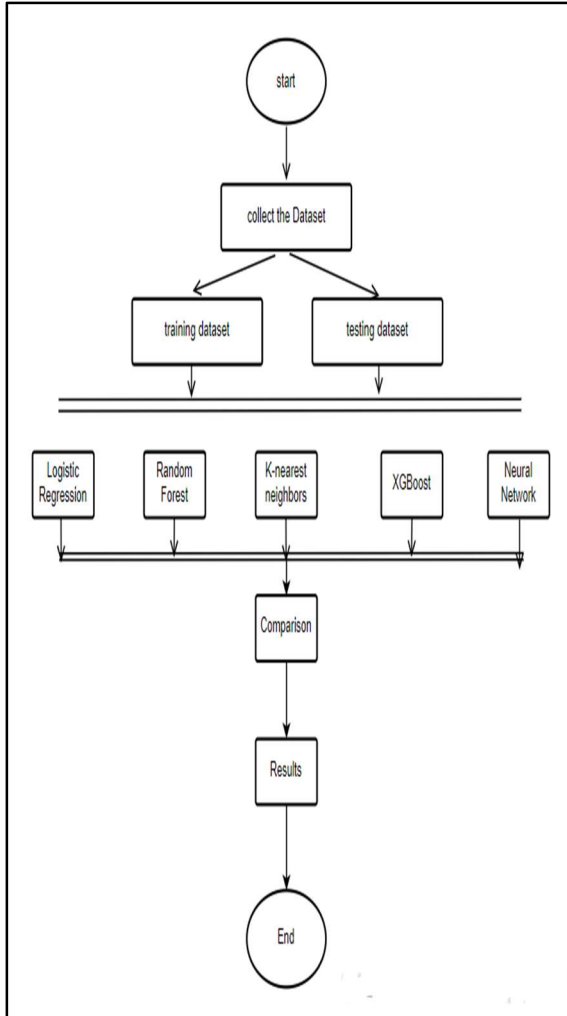 start
collect the Dataset
training dataset
testing dataset
Logistic
Regression
Random
Forest
K-nearest
neighbors
XGBoost
Neural
Network
Comparison
Results
End